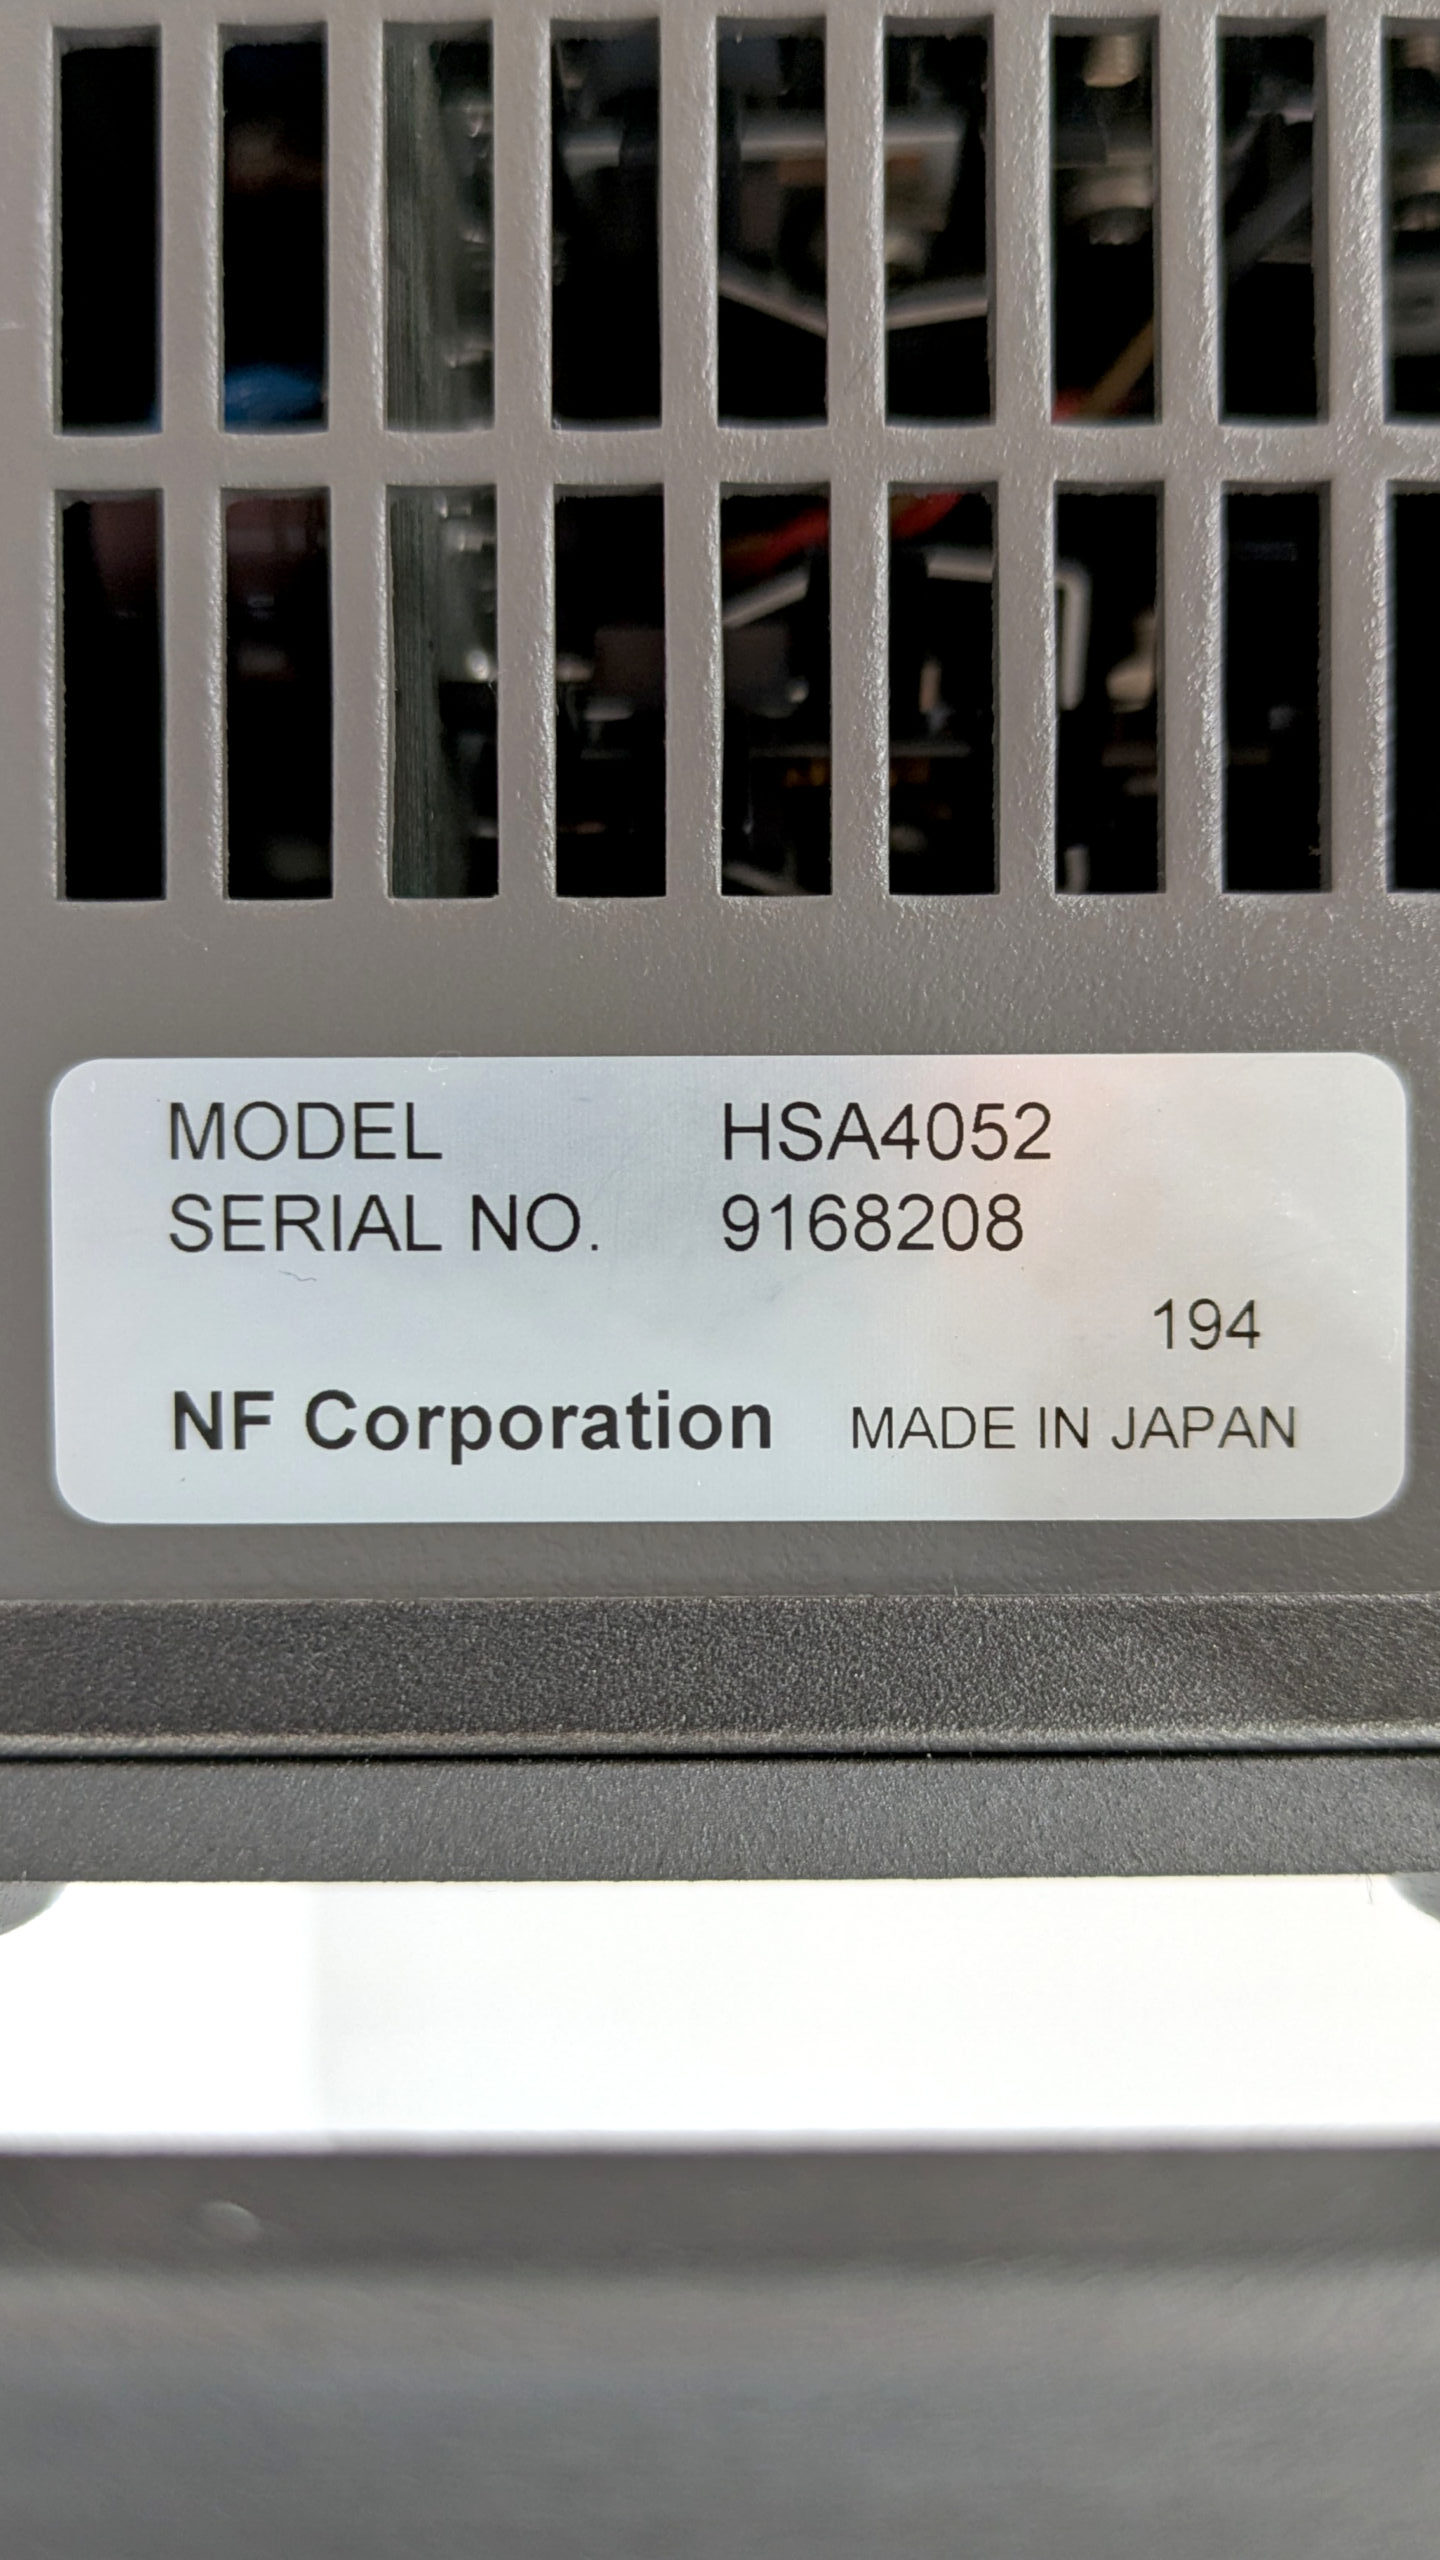 MODEL HSA4052
SERIAL NO. 9168208
194
NF Corporation MADE IN JAPAN